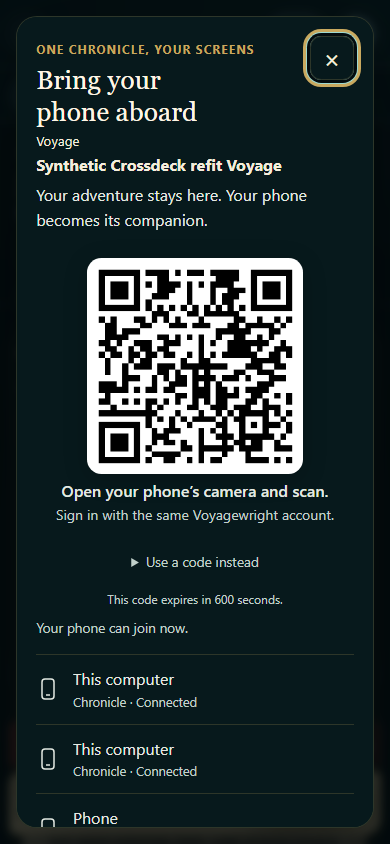 ONE CHRONICLE, YOUR SCREENS
Bring your
phone aboard
Voyage
Synthetic Crossdeck refit Voyage
Your adventure stays here. Your phone
becomes its companion.
Open your phone’s camera and scan.
Sign in with the same Voyagewright account.
Use a code instead
This code expires in 600 seconds.
Your phone can join now.
This computer
Chronicle · Connected
This computer
Chronicle · Connected
Phone